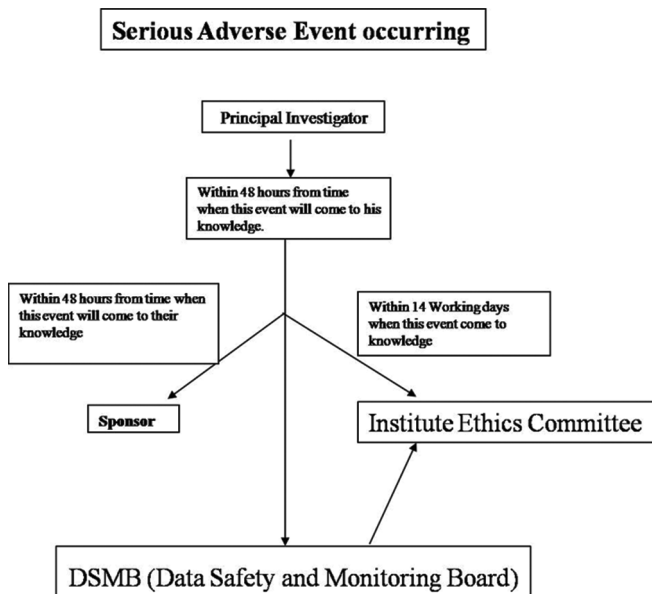 Serious Adverse Event occurring
Principal Investigator
Within 48 hours from time
when this event will come to his
knowledge.
Within 48 hours from time when
this event will come to their
knowledge
Within 14 Working days
when this event come to
knowledge
Sponsor
Institute Ethics Committee
DSMB (Data Safety and Monitoring Board)